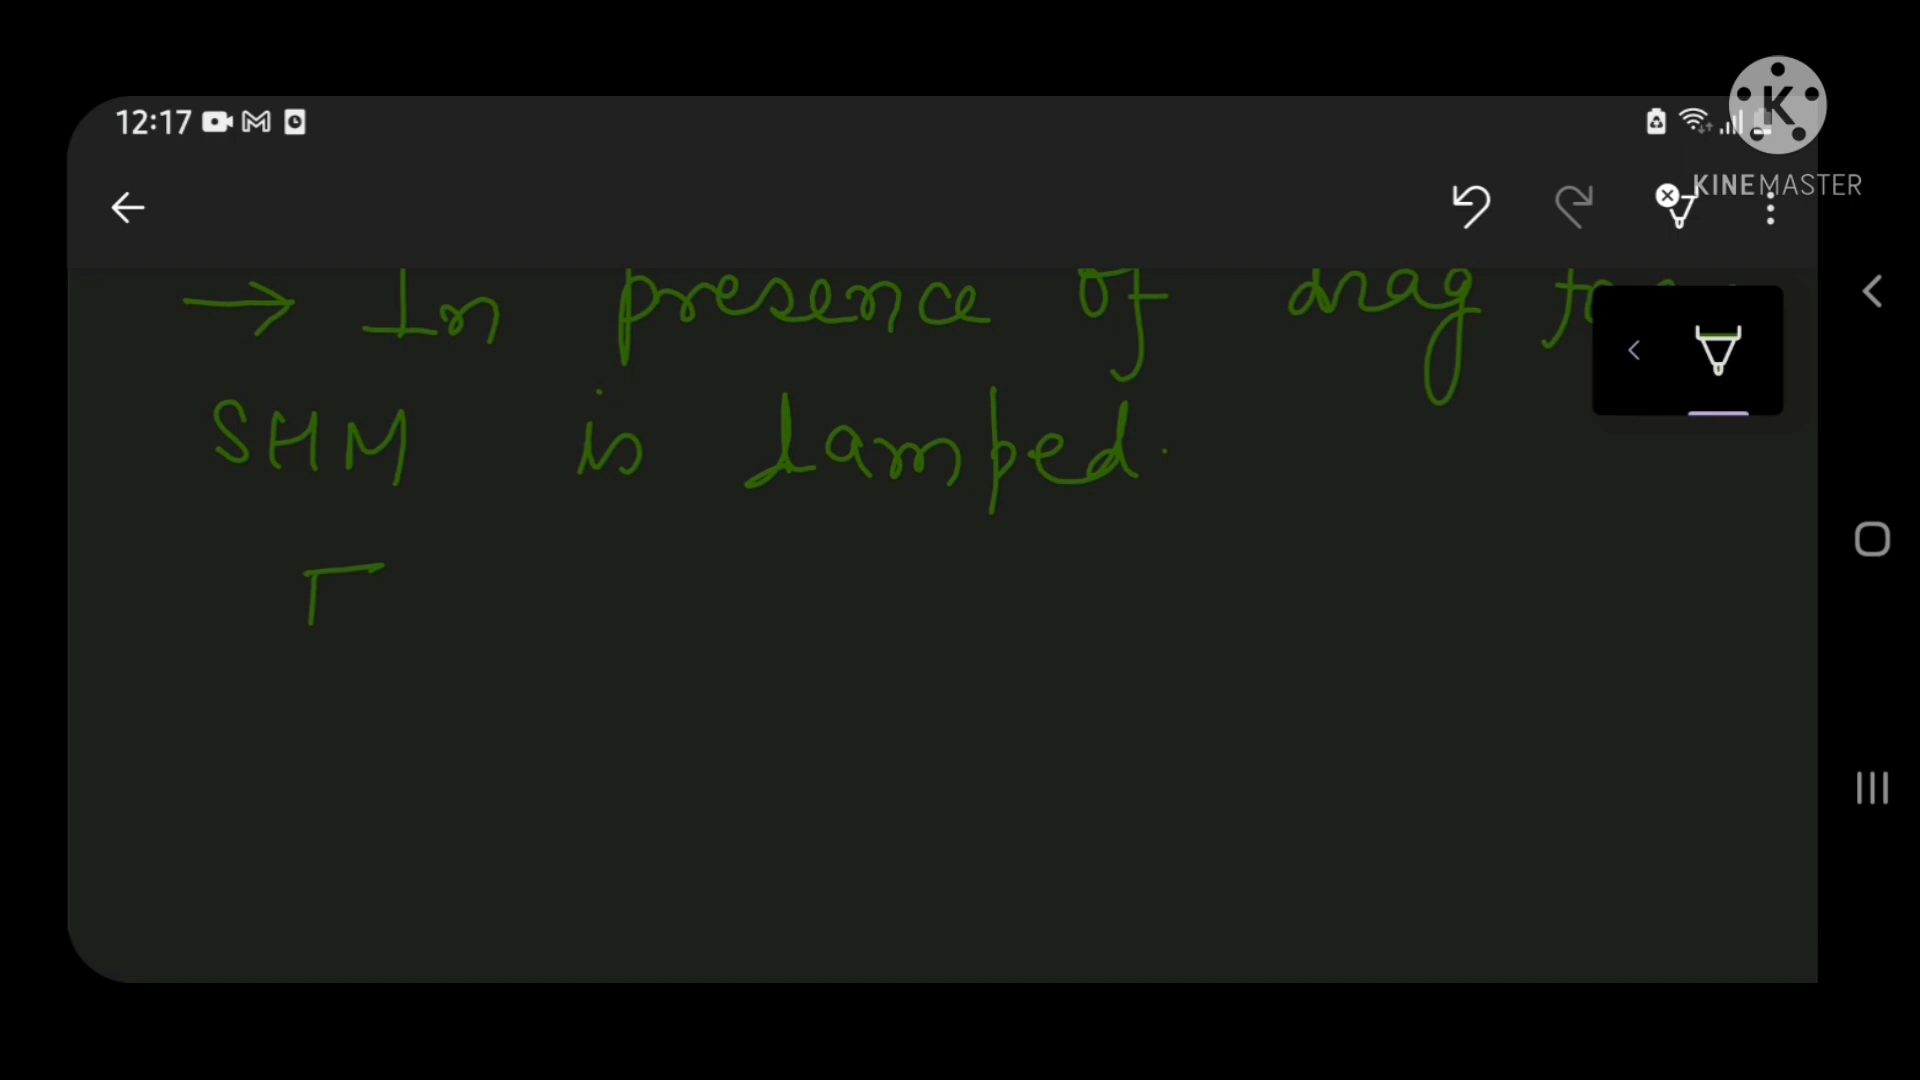 12:17
KINEMASTER
→ In presence of drag
SHM is damped.